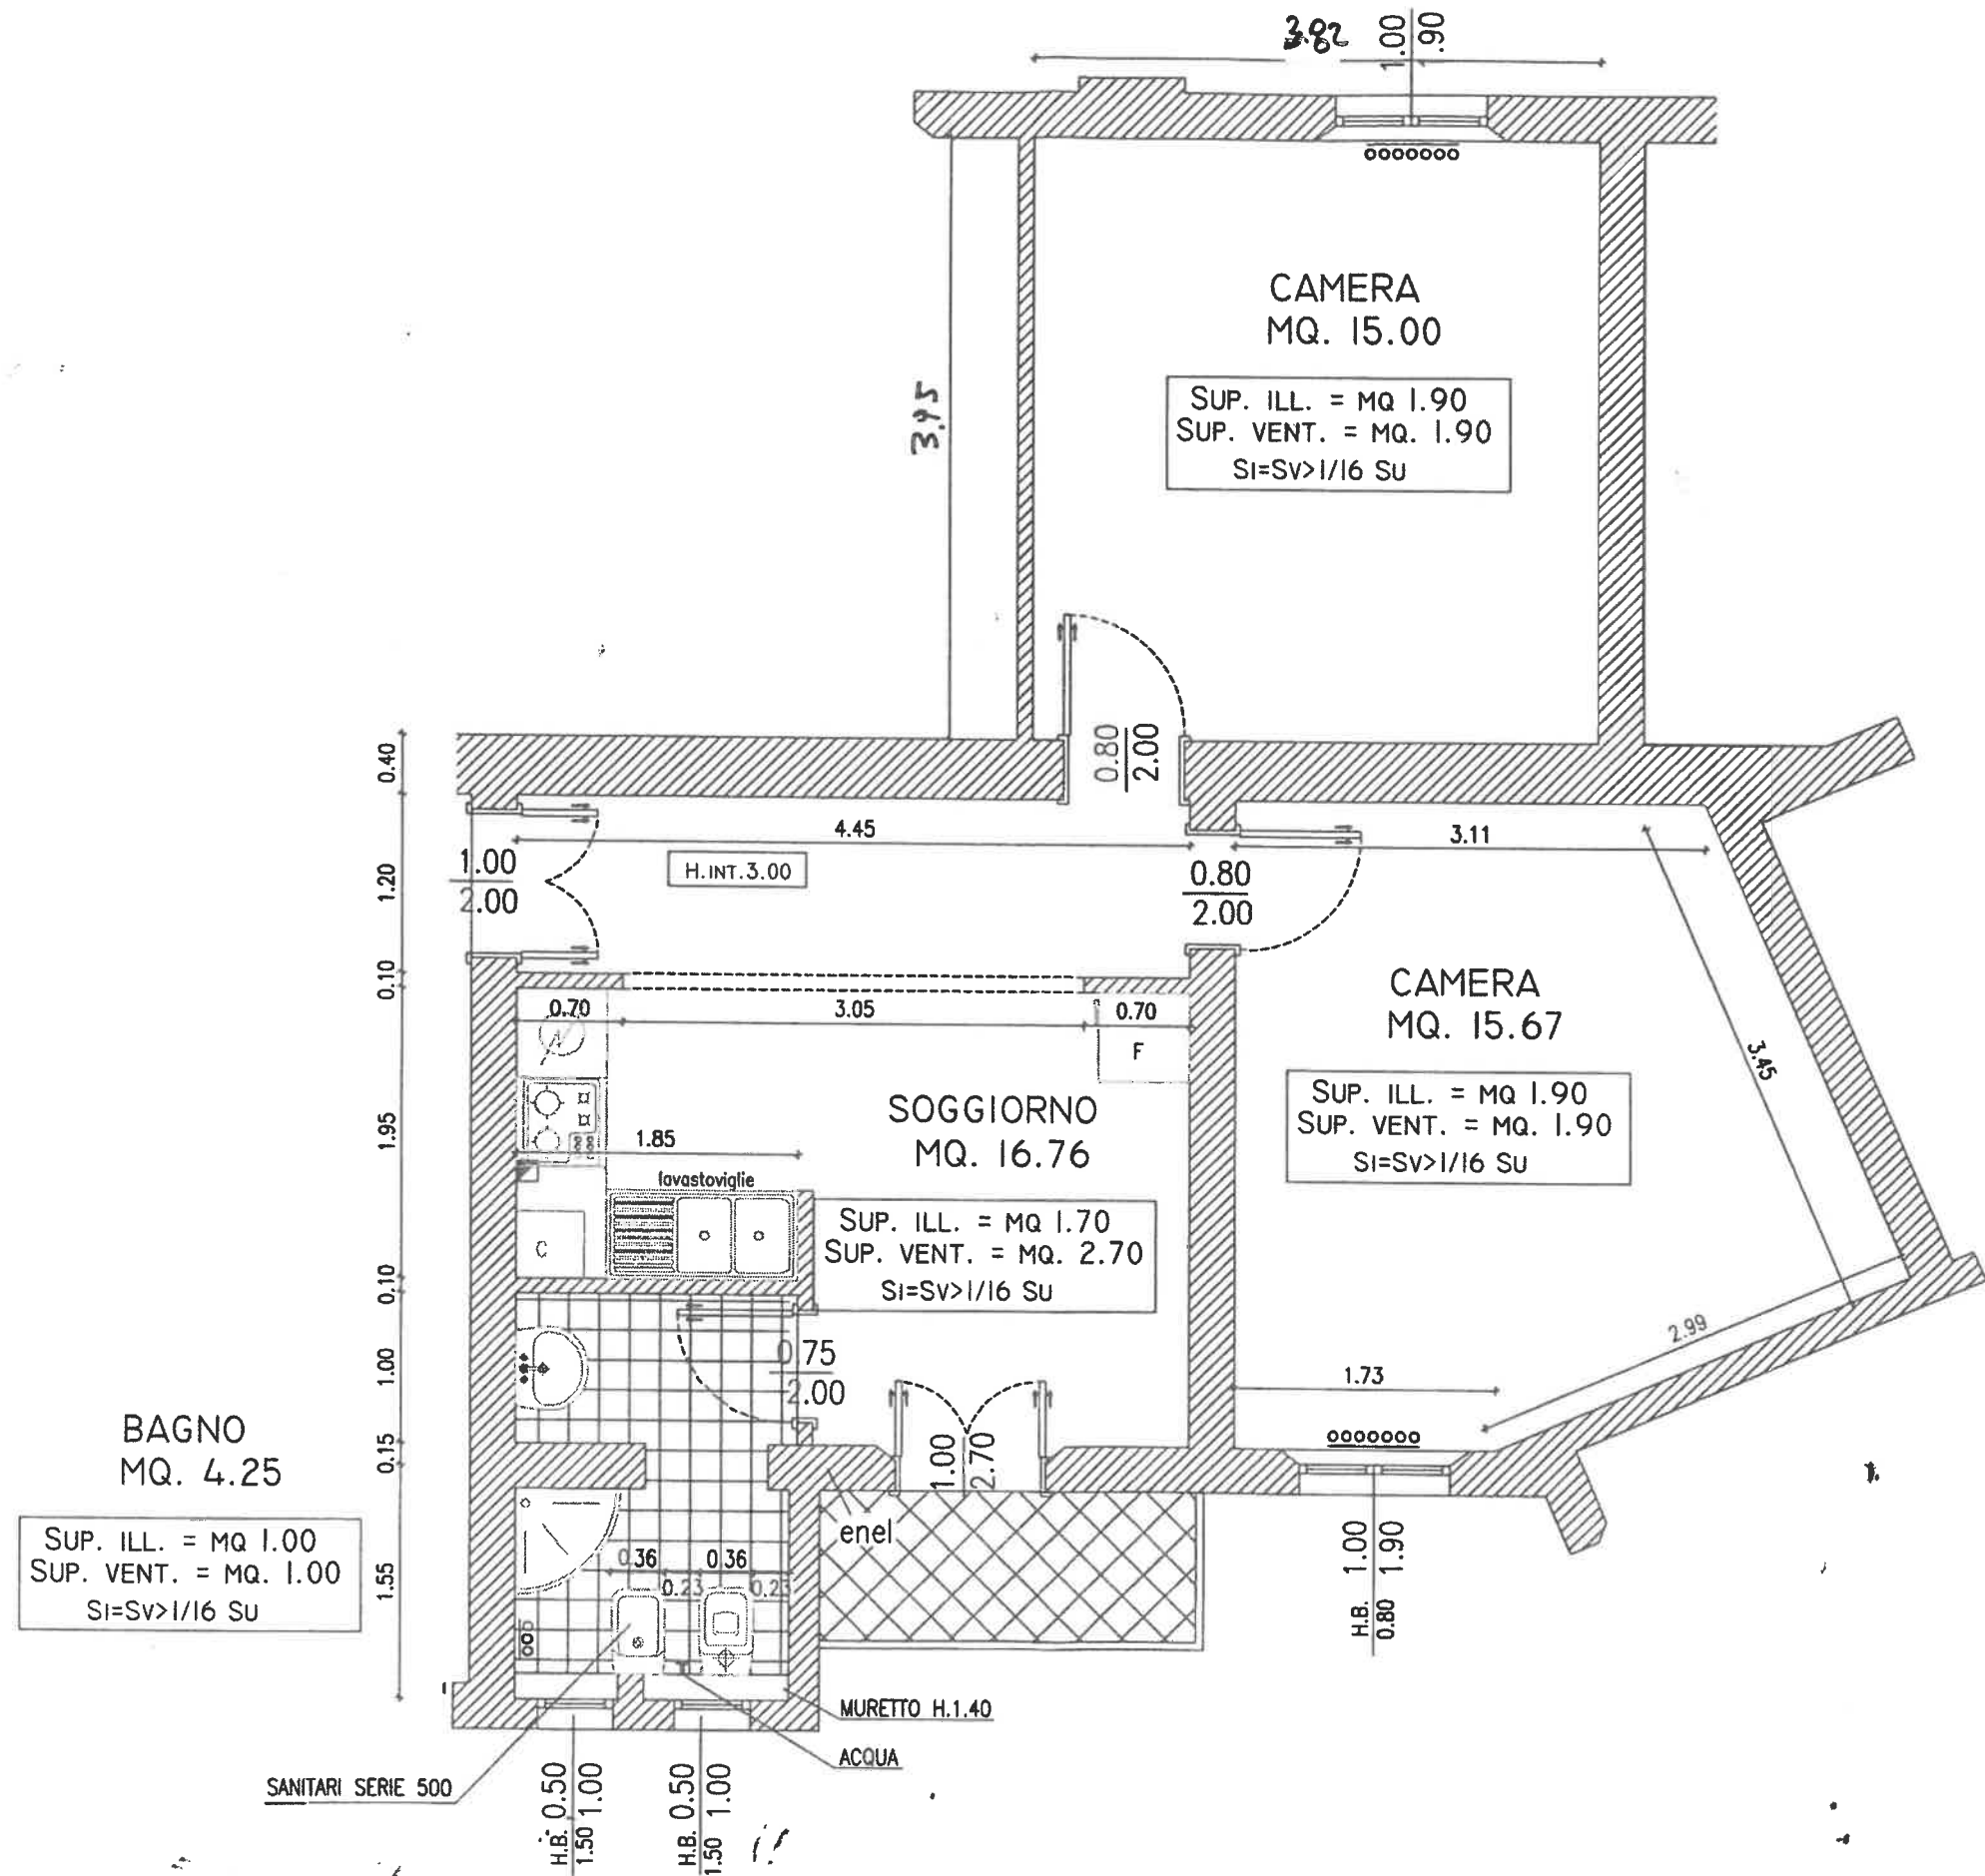 3.82
1.00
.90
CAMERA
MQ. 15.00
SUP. ILL. = MQ 1.90
SUP. VENT. = MQ. 1.90
SI=SV>1/16 SU
3.95
0.80
2.00
0.40
4.45
3.11
1.00
2.00
H.INT.3.00
0.80
2.00
1.20
0.10
0.70
3.05
0.70
F
CAMERA
MQ. 15.67
SUP. ILL. = MQ 1.90
SUP. VENT. = MQ. 1.90
SI=SV>1/16 SU
3.45
1.95
1.85
SOGGIORNO
MQ. 16.76
lavastoviglie
SUP. ILL. = MQ 1.70
SUP. VENT. = MQ. 2.70
SI=SV>1/16 SU
C
0.10
0.75
2.00
2.99
1.73
1.00
BAGNO
MQ. 4.25
0.15
1.00
2.70
enel
SUP. ILL. = MQ 1.00
SUP. VENT. = MQ. 1.00
SI=SV>1/16 SU
1.55
0.36
0.36
0.23
0.23
H.B. 1.00
0.80 1.90
MURETTO H.1.40
ACQUA
SANITARI SERIE 500
H.B. 0.50
1.50 1.00
H.B. 0.50
1.50 1.00